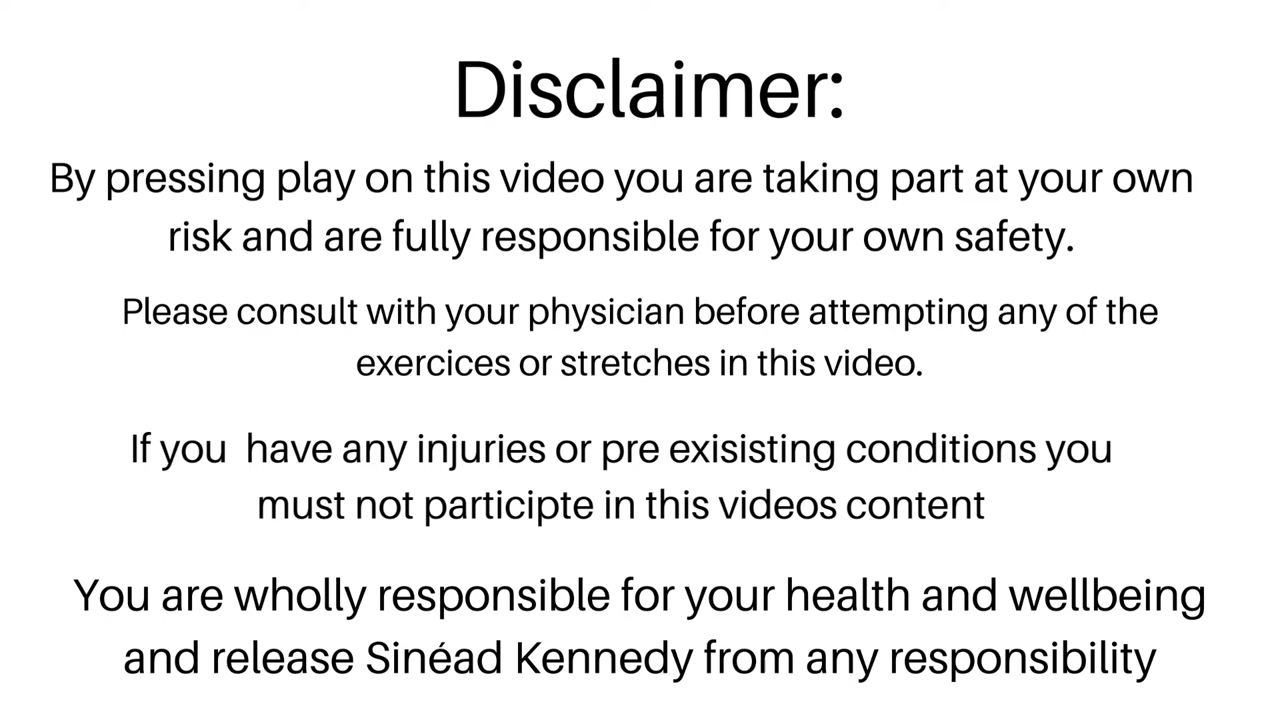 Disclaimer:
By pressing play on this video you are taking part at your own
risk and are fully responsible for your own safety.
Please consult with your physician before attempting any of the
exercices or stretches in this video.
If you  have any injuries or pre exisisting conditions you
must not participte in this videos content
You are wholly responsible for your health and wellbeing
and release Sinéad Kennedy from any responsibility